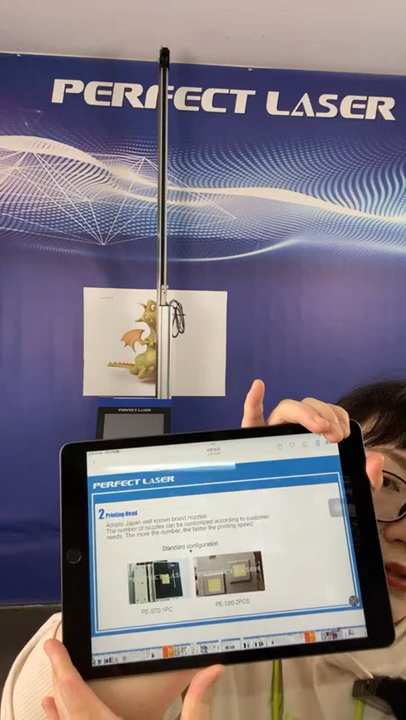 PERFECT LASER
PERFECT LASER
PERFECT LASER
2 Printing Head
Adopts Japan well known brand nozzles.
The number of nozzles can be customized according to customer
needs. The more the number, the faster the printing speed.
Standard configuration
PE-S70:1PC
PE-S80:2PCS